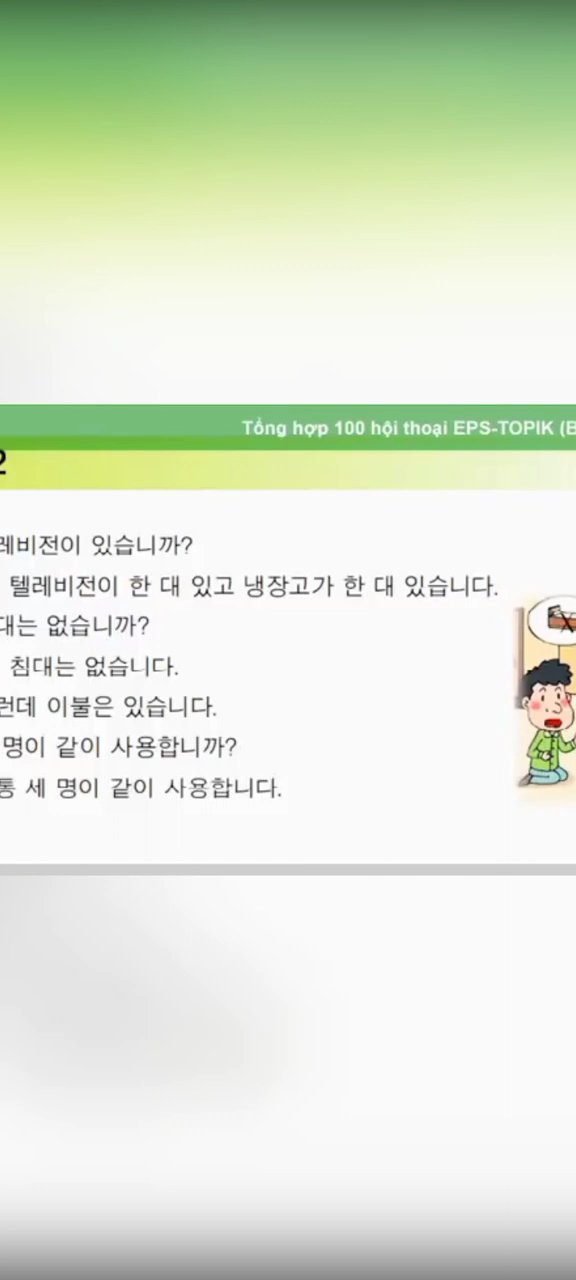 Tổng hợp 100 hội thoại EPS-TOPIK (B
2
레비전이 있습니까?
텔레비전이 한 대 있고 냉장고가 한 대 있습니다.
대는 없습니까?
침대는 없습니다.
런데 이불은 있습니다.
명이 같이 사용합니까?
통 세 명이 같이 사용합니다.